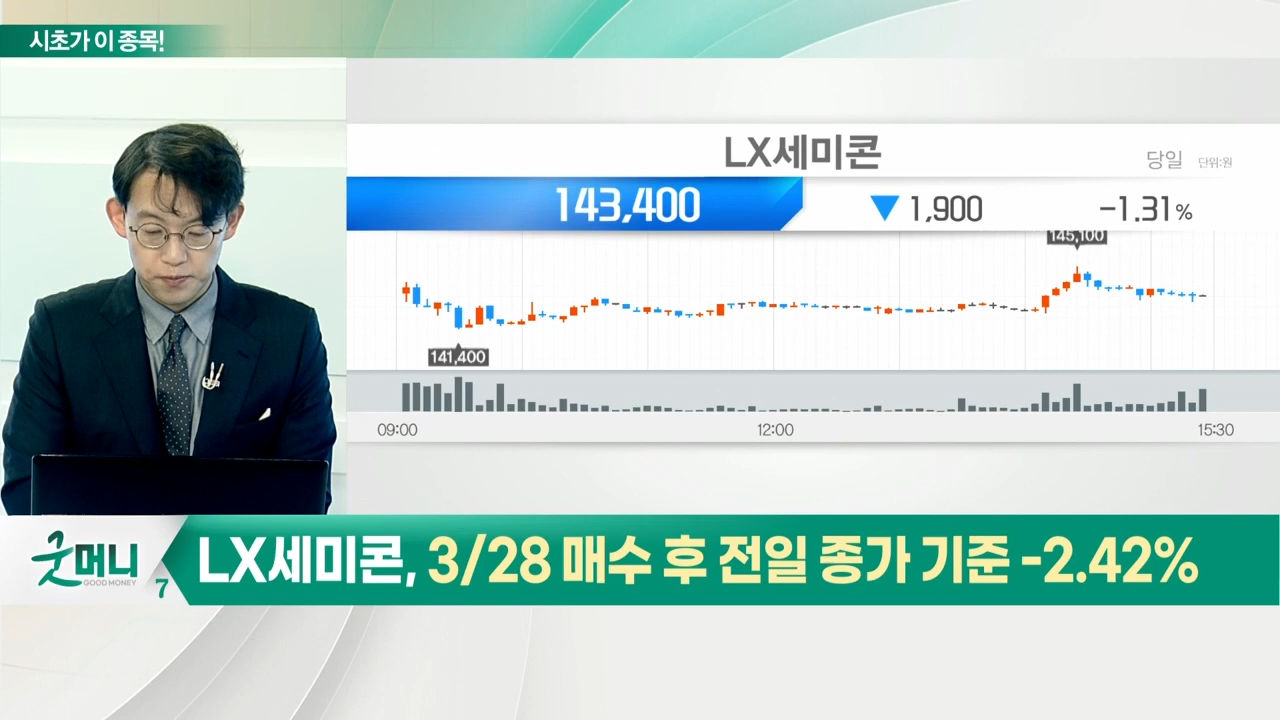 시초가 이 종목!
LX세미콘
당일 단위:원
143,400 ▼ 1,900 -1.31%
145,100
141,400
09:00 12:00 15:30
굿머니
GOOD MONEY
7
LX세미콘, 3/28 매수 후 전일 종가 기준 -2.42%